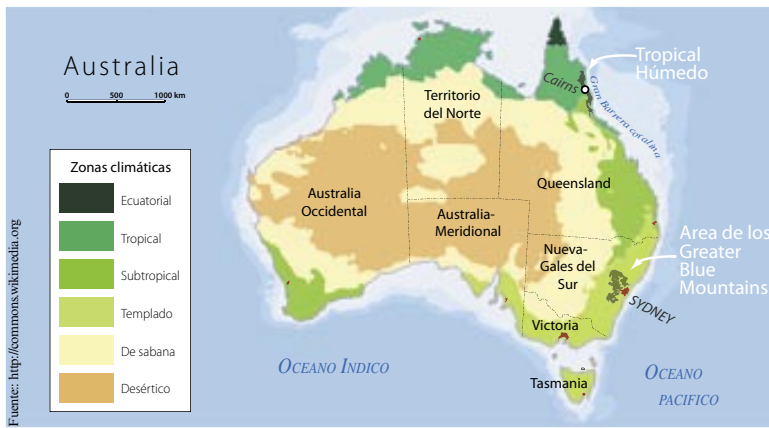 Australia
0 500 1000 km
Zonas climáticas
Ecuatorial
Tropical
Subtropical
Templado
De sabana
Desértico
Fuente:: http://commons.wikimedia.org
Territorio
del Norte
Australia
Occidental
Australia-
Meridional
Queensland
Nueva-
Gales del
Sur
Victoria
Tasmania
Cairns
Tropical
Húmedo
Gran Barrera coralina
Area de los
Greater
Blue
Mountains
SYDNEY
OCEANO INDICO
OCEANO
PACIFICO